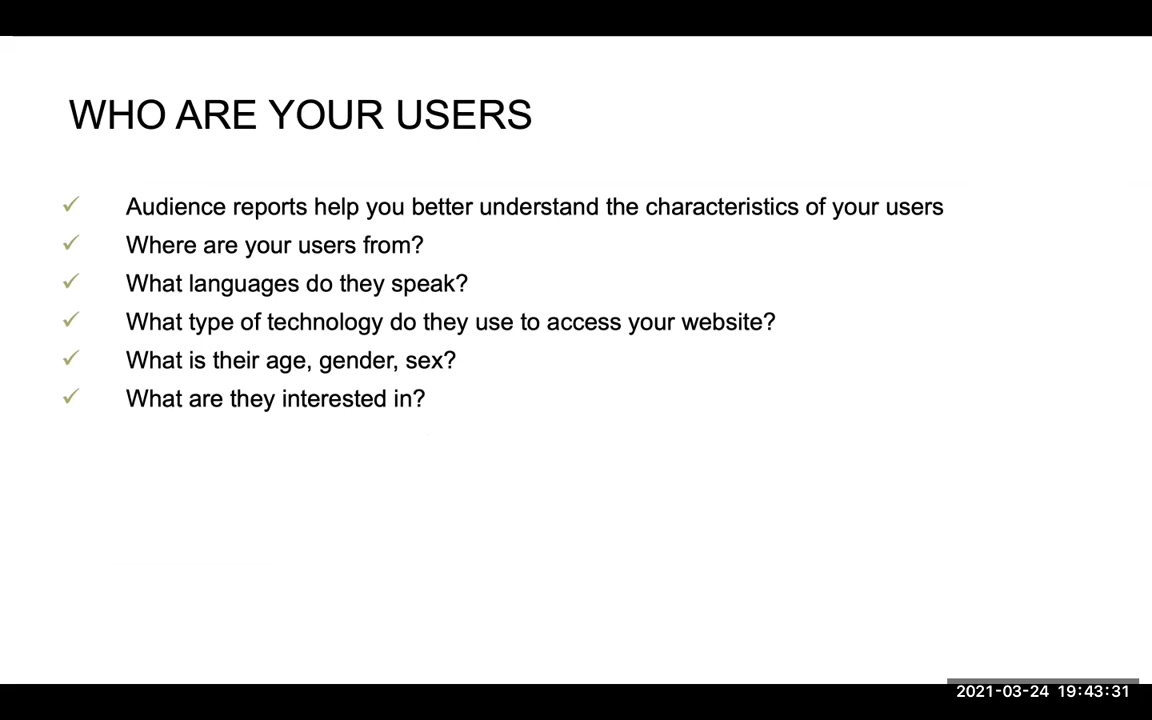 WHO ARE YOUR USERS
✓ Audience reports help you better understand the characteristics of your users
✓ Where are your users from?
✓ What languages do they speak?
✓ What type of technology do they use to access your website?
✓ What is their age, gender, sex?
✓ What are they interested in?
2021-03-24 19:43:31